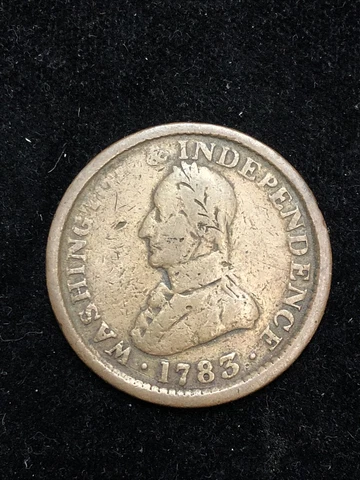 WASHING & INDEPENDENCE
· 1783 ·